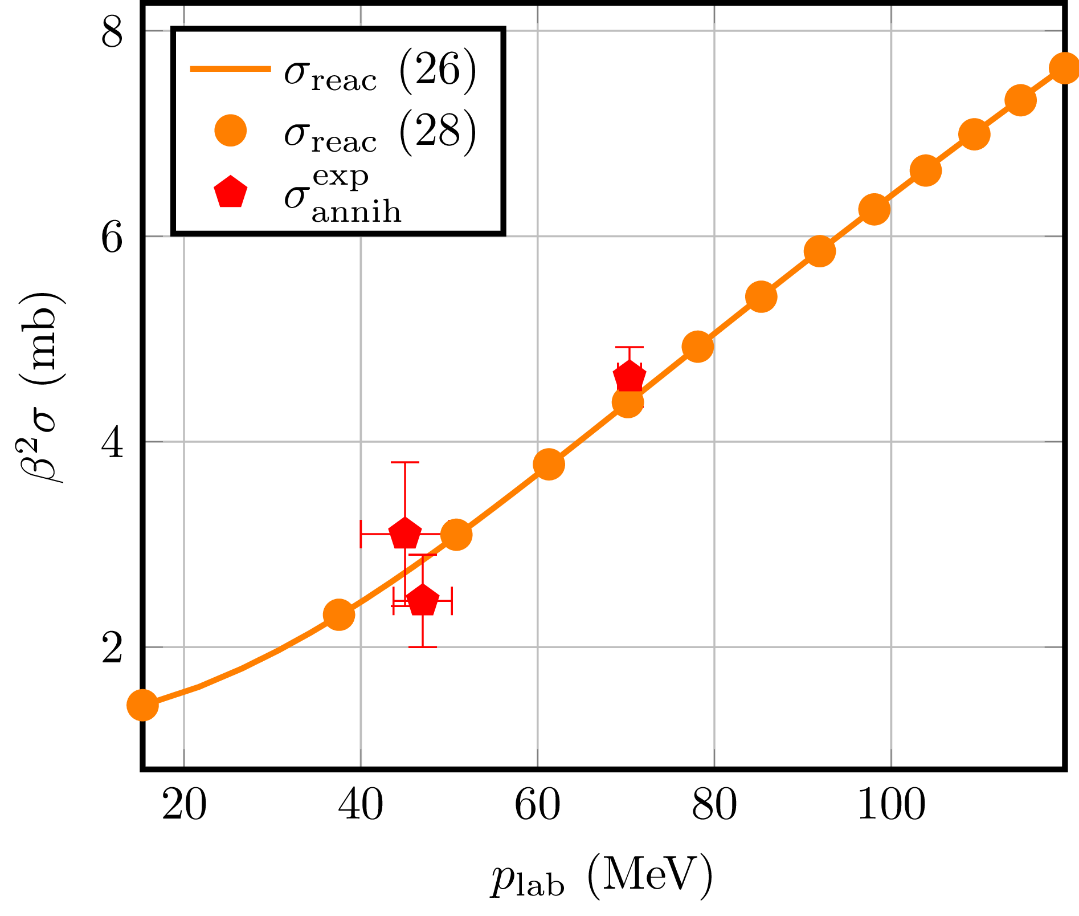 σreac (26)
σreac (28)
σannih^exp
8
6
4
2
β²σ (mb)
20 40 60 80 100
plab (MeV)